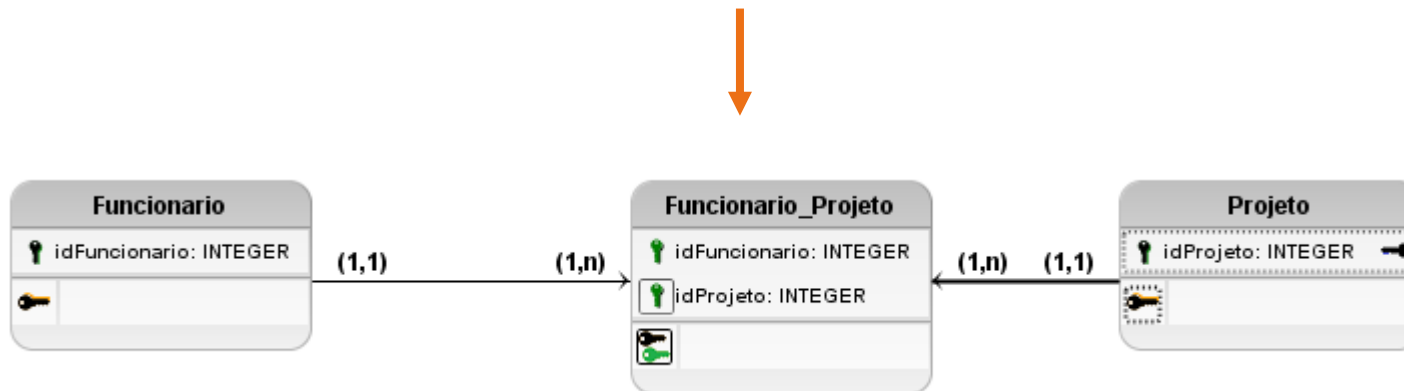 Funcionario
idFuncionario: INTEGER
(1,1)
(1,n)
Funcionario_Projeto
idFuncionario: INTEGER
idProjeto: INTEGER
(1,n)
(1,1)
Projeto
idProjeto: INTEGER